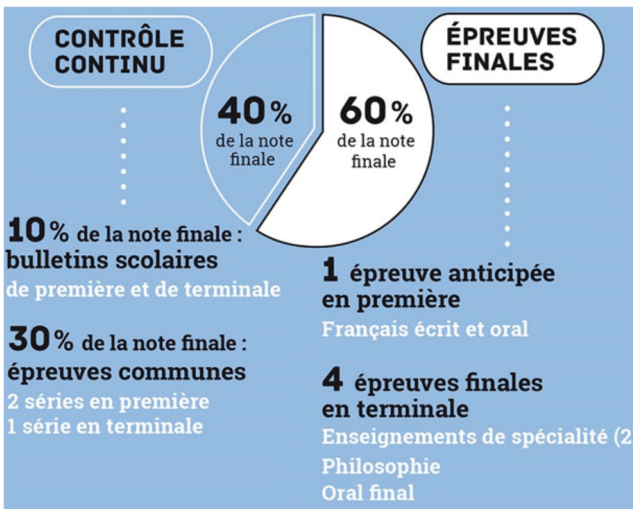 CONTRÔLE
CONTINU
40%
de la note
finale
60%
de la note
finale
ÉPREUVES
FINALES
10% de la note finale :
bulletins scolaires
de première et de terminale
30% de la note finale :
épreuves communes
2 séries en première
1 série en terminale
1 épreuve anticipée
en première
Français écrit et oral
4 épreuves finales
en terminale
Enseignements de spécialité (2
Philosophie
Oral final